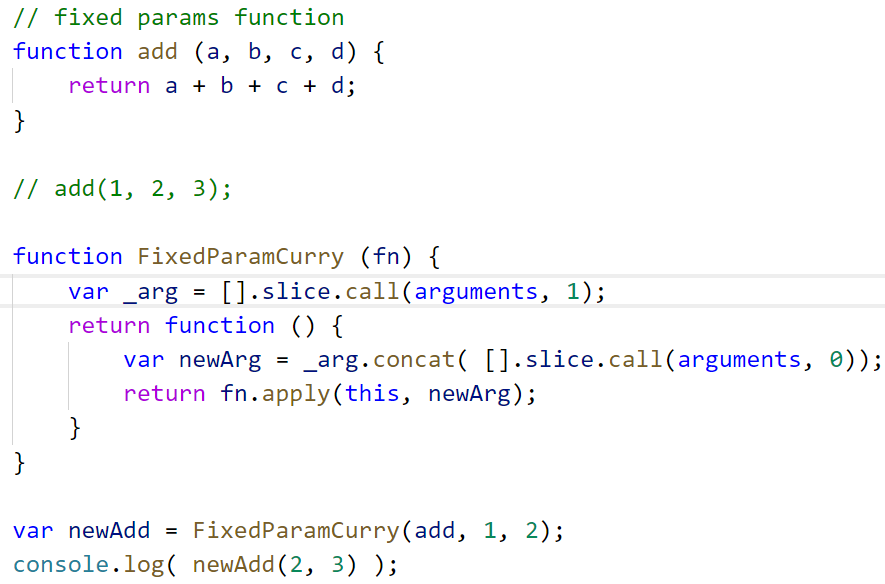 // fixed params function
function add (a, b, c, d) {
    return a + b + c + d;
}
// add(1, 2, 3);
function FixedParamCurry (fn) {
    var _arg = [].slice.call(arguments, 1);
    return function () {
        var newArg = _arg.concat( [].slice.call(arguments, 0));
        return fn.apply(this, newArg);
    }
}
var newAdd = FixedParamCurry(add, 1, 2);
console.log( newAdd(2, 3) );